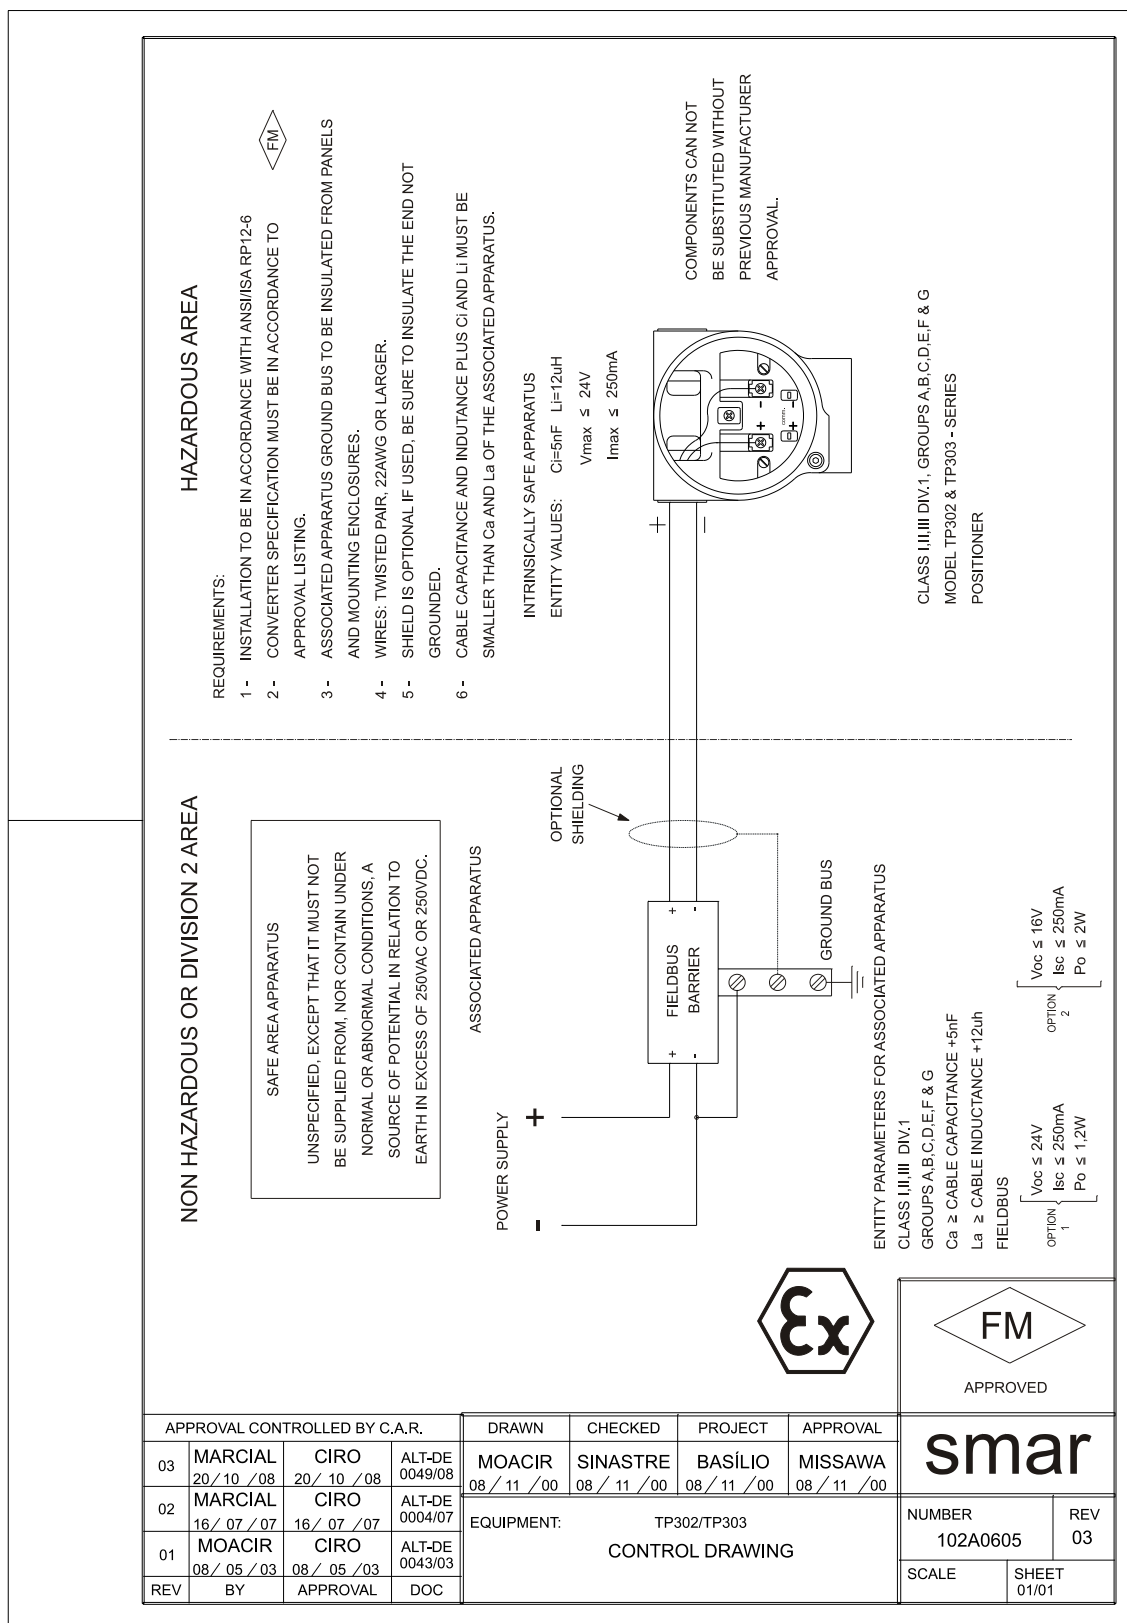 NON HAZARDOUS OR DIVISION 2 AREA
HAZARDOUS AREA
SAFE AREA APPARATUS
UNSPECIFIED, EXCEPT THAT IT MUST NOT
BE SUPPLIED FROM, NOR CONTAIN UNDER
NORMAL OR ABNORMAL CONDITIONS, A
SOURCE OF POTENTIAL IN RELATION TO
EARTH IN EXCESS OF 250VAC OR 250VDC.
REQUIREMENTS:
1 - INSTALLATION TO BE IN ACCORDANCE WITH ANSI/ISA RP12-6
2 - CONVERTER SPECIFICATION MUST BE IN ACCORDANCE TO
APPROVAL LISTING.
FM
3 - ASSOCIATED APPARATUS GROUND BUS TO BE INSULATED FROM PANELS
AND MOUNTING ENCLOSURES.
4 - WIRES: TWISTED PAIR, 22AWG OR LARGER.
5 - SHIELD IS OPTIONAL IF USED, BE SURE TO INSULATE THE END NOT
GROUNDED.
6 - CABLE CAPACITANCE AND INDUTANCE PLUS Ci AND Li MUST BE
SMALLER THAN Ca AND La OF THE ASSOCIATED APPARATUS.
ASSOCIATED APPARATUS
INTRINSICALLY SAFE APPARATUS
ENTITY VALUES: Ci=5nF Li=12uH
Vmax ≤ 24V
Imax ≤ 250mA
POWER SUPPLY
- +
OPTIONAL
SHIELDING
+ +
FIELDBUS
BARRIER
- -
GROUND BUS
+
-
+ -
+ -
COMPONENTS CAN NOT
BE SUBSTITUTED WITHOUT
PREVIOUS MANUFACTURER
APPROVAL.
ENTITY PARAMETERS FOR ASSOCIATED APPARATUS
CLASS I,II,III DIV.1
GROUPS A,B,C,D,E,F & G
Ca ≥ CABLE CAPACITANCE +5nF
La ≥ CABLE INDUCTANCE +12uh
FIELDBUS
OPTION
1
Voc ≤ 24V
Isc ≤ 250mA
Po ≤ 1,2W
OPTION
2
Voc ≤ 16V
Isc ≤ 250mA
Po ≤ 2W
CLASS I,II,III DIV.1, GROUPS A,B,C,D,E,F & G
MODEL TP302 & TP303 - SERIES
POSITIONER
Ex
FM
APPROVED
APPROVAL CONTROLLED BY C.A.R.
03 MARCIAL 20/10/08 CIRO 20/10/08 ALT-DE 0049/08
02 MARCIAL 16/07/07 CIRO 16/07/07 ALT-DE 0004/07
01 MOACIR 08/05/03 CIRO 08/05/03 ALT-DE 0043/03
REV BY APPROVAL DOC
DRAWN CHECKED PROJECT APPROVAL
MOACIR SINASTRE BASÍLIO MISSAWA
08/11/00 08/11/00 08/11/00 08/11/00
EQUIPMENT: TP302/TP303
CONTROL DRAWING
smar
NUMBER
102A0605
REV
03
SCALE
SHEET
01/01